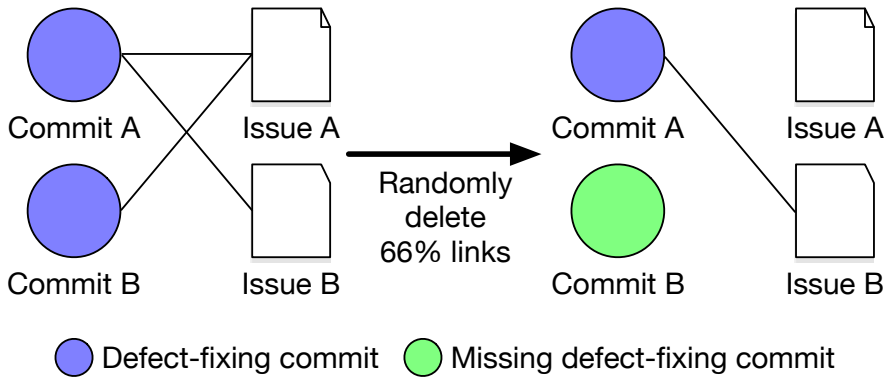 Commit A
Issue A
Commit A
Issue A
Randomly
delete
66% links
Commit B
Issue B
Commit B
Issue B
Defect-fixing commit
Missing defect-fixing commit